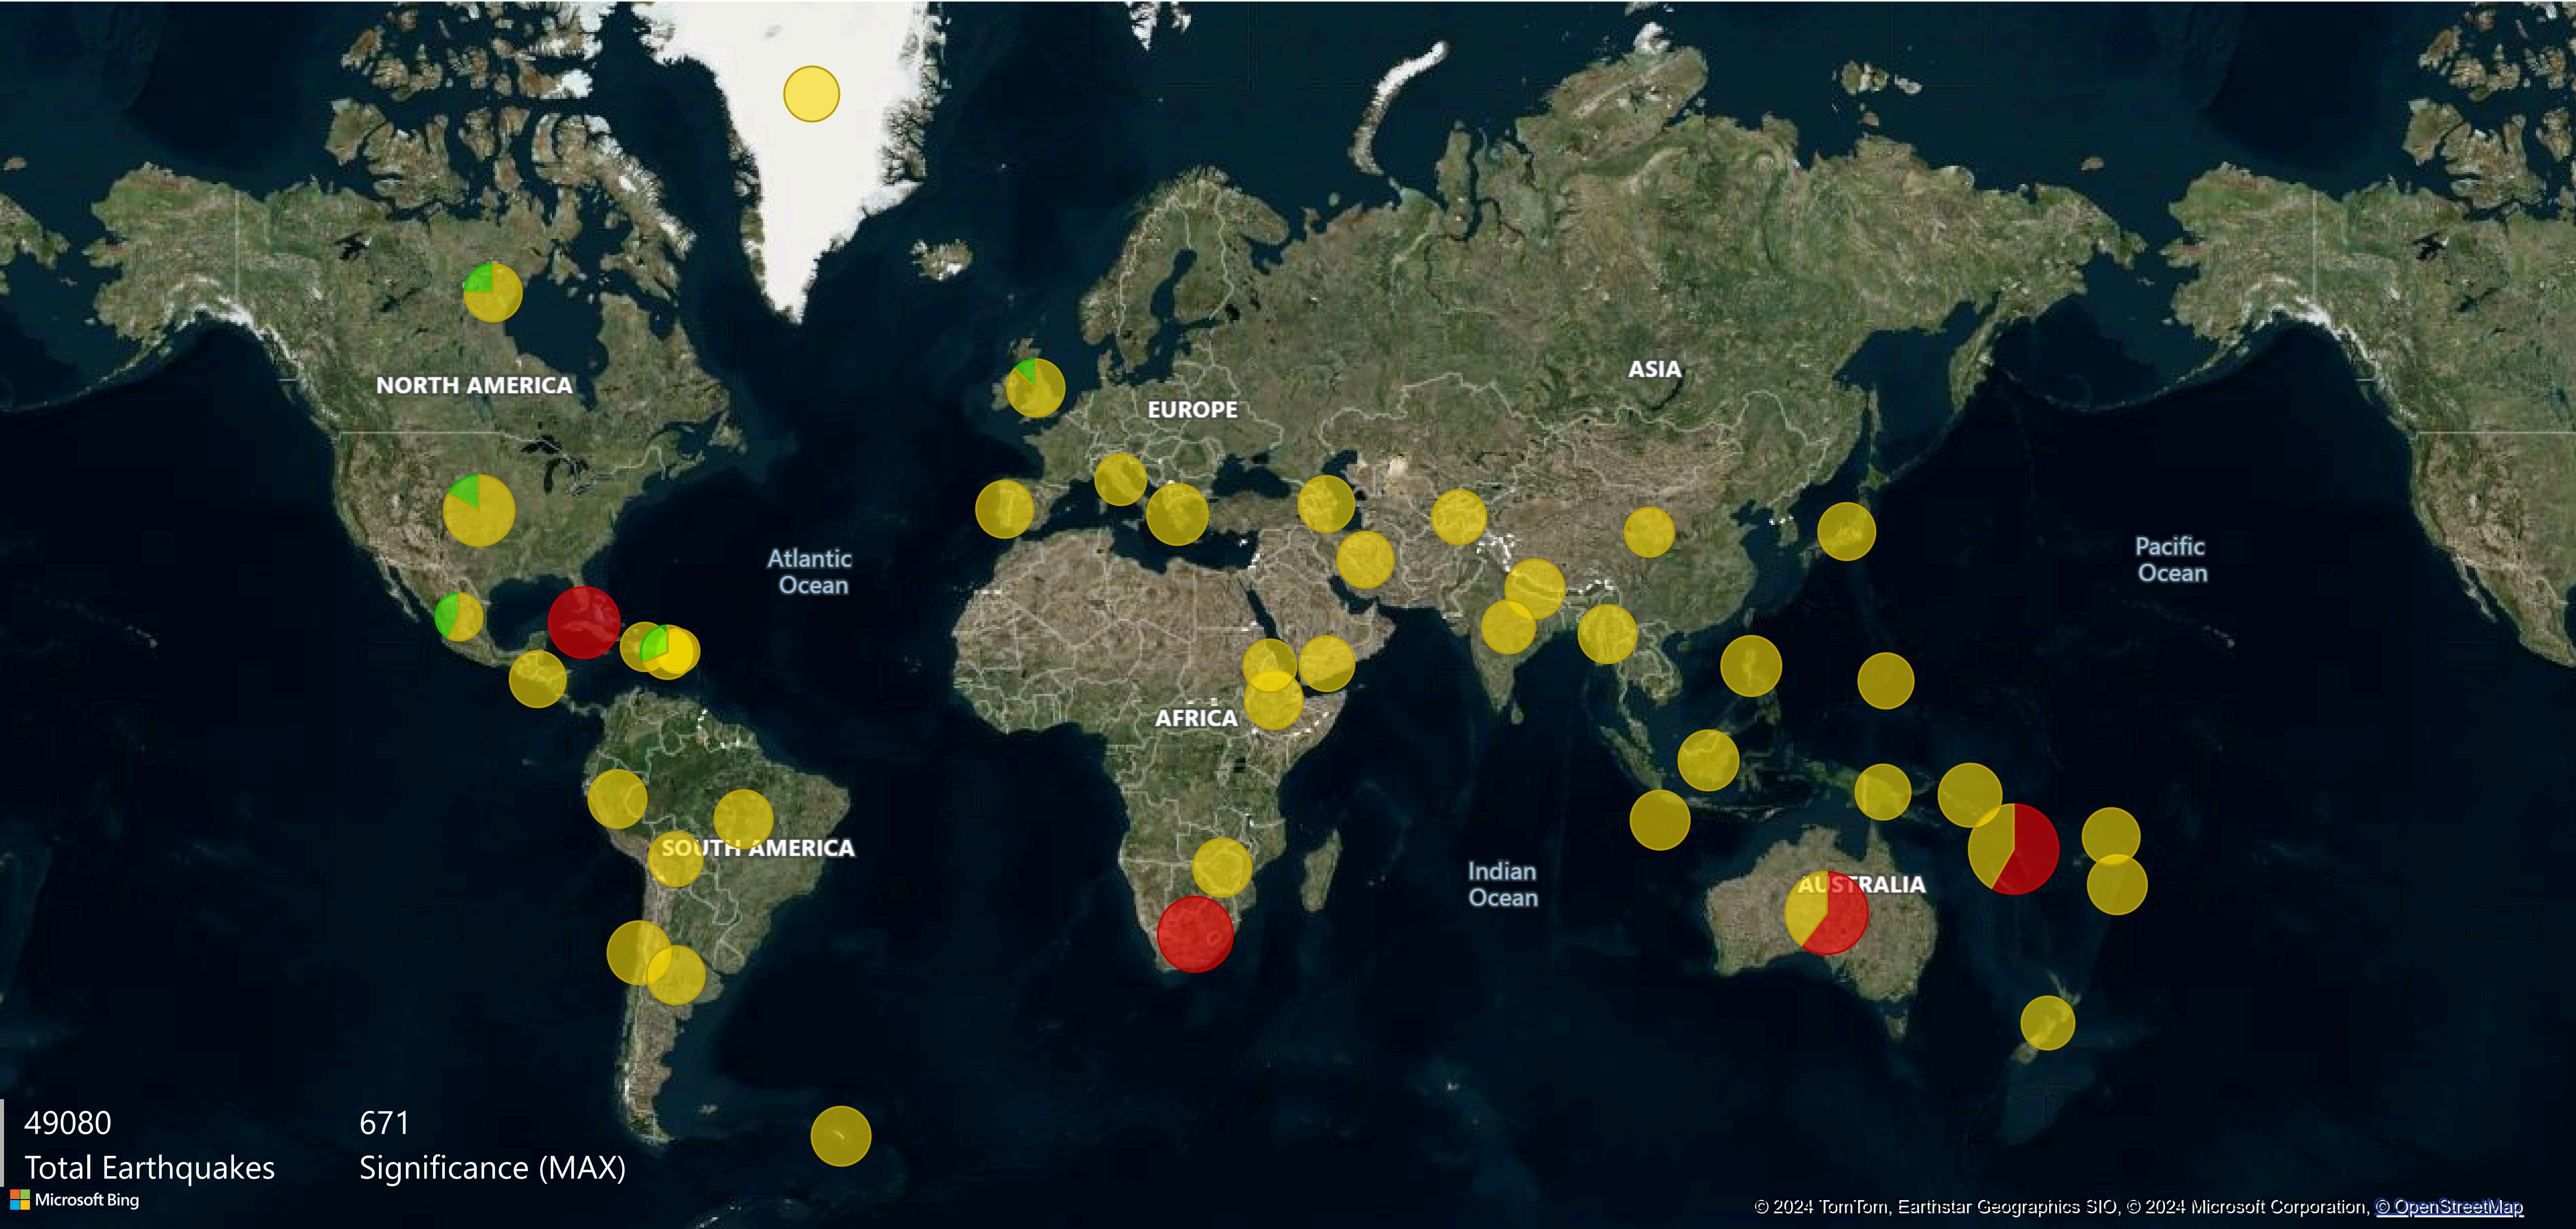 NORTH AMERICA
ASIA
EUROPE
Atlantic
Ocean
Pacific
Ocean
AFRICA
SOUTH AMERICA
Indian
Ocean
AUSTRALIA
49080
Total Earthquakes
671
Significance (MAX)
Microsoft Bing
© 2024 TomTom, Earthstar Geographics SIO, © 2024 Microsoft Corporation, © OpenStreetMap